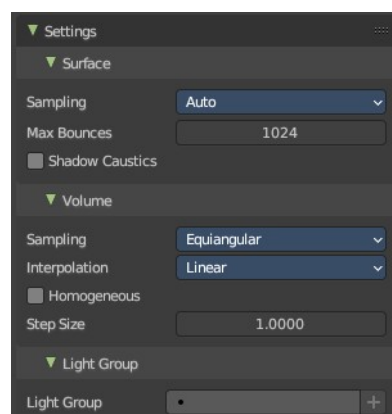 Settings
Surface
Sampling Auto
Max Bounces 1024
Shadow Caustics
Volume
Sampling Equiangular
Interpolation Linear
Homogeneous
Step Size 1.0000
Light Group
Light Group